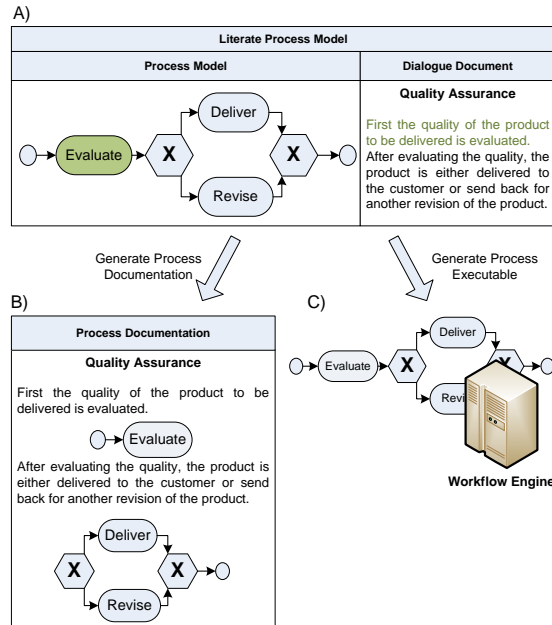 A)
Literate Process Model
Process Model
Dialogue Document
Deliver
Evaluate
X
X
Revise
Quality Assurance
First the quality of the product
to be delivered is evaluated.
After evaluating the quality, the
product is either delivered to
the customer or send back for
another revision of the product.
Generate Process
Documentation
Generate Process
Executable
B)
Process Documentation
Quality Assurance
First the quality of the product to be
delivered is evaluated.
Evaluate
After evaluating the quality, the product is
either delivered to the customer or send
back for another revision of the product.
Deliver
X
X
Revise
C)
Deliver
Evaluate
X
X
Revi
Workflow Engine